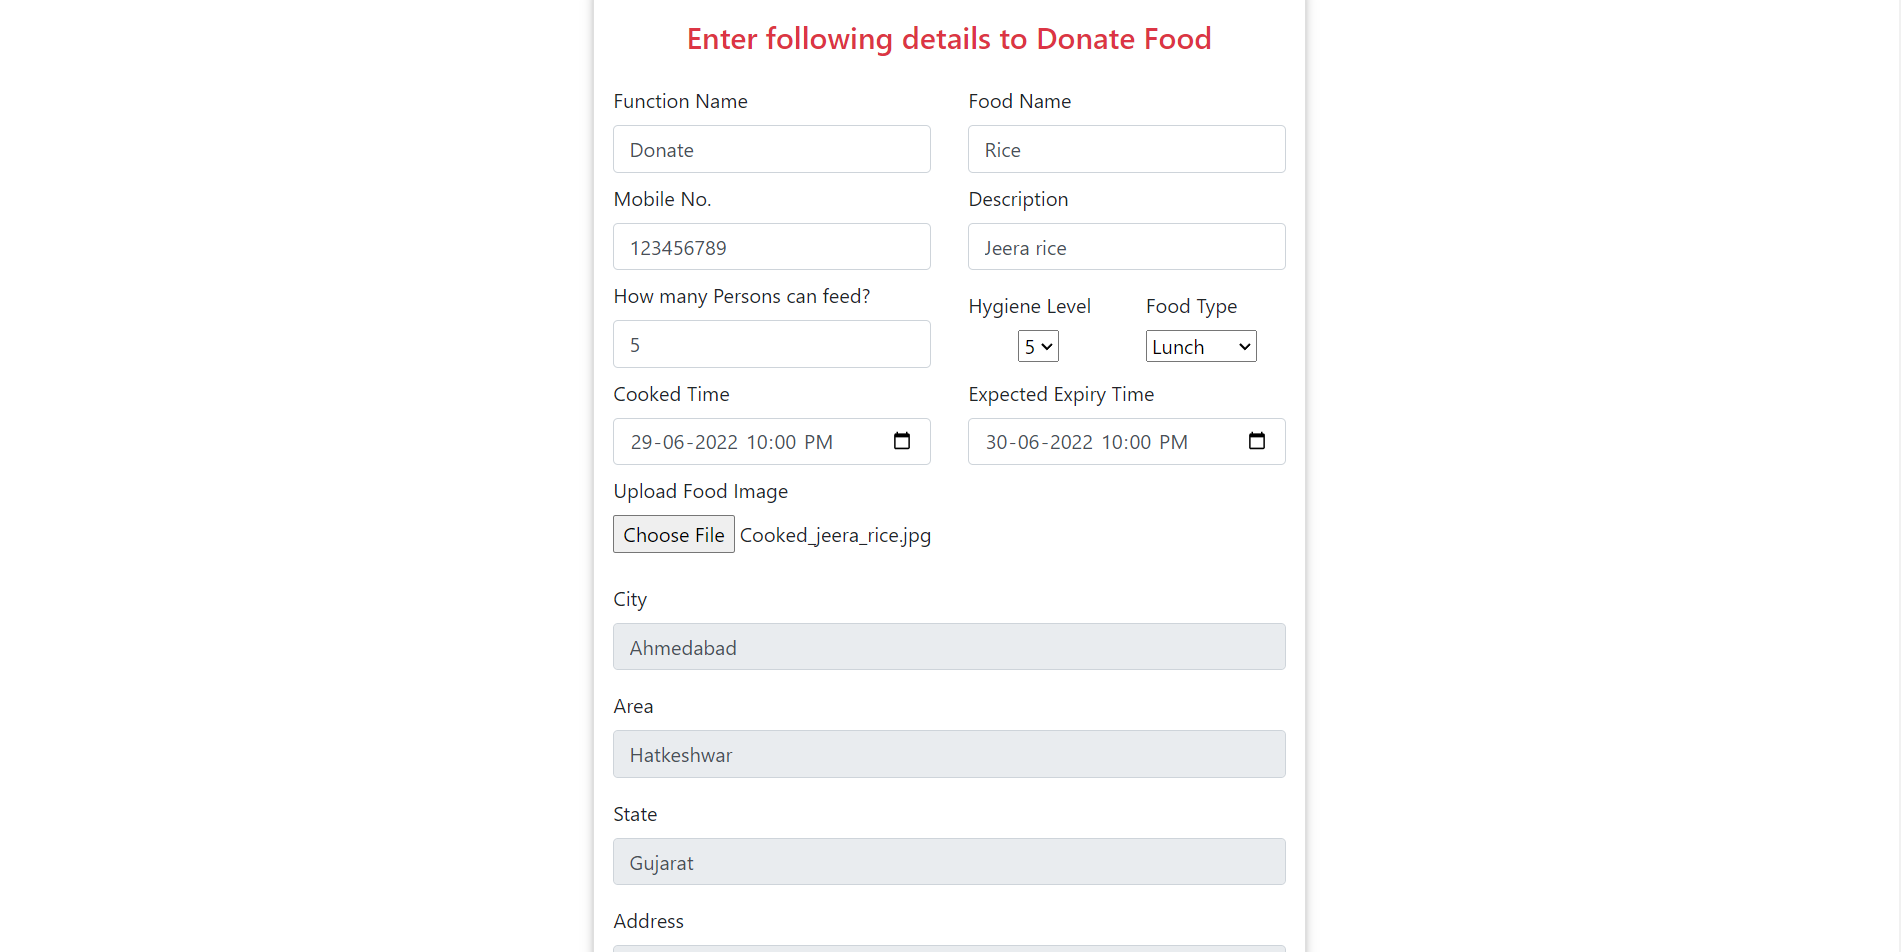 Enter following details to Donate Food
Function Name
Food Name
Donate
Rice
Mobile No.
Description
123456789
Jeera rice
How many Persons can feed?
Hygiene Level
Food Type
5
5
Lunch
Cooked Time
Expected Expiry Time
29-06-2022 10:00 PM
30-06-2022 10:00 PM
Upload Food Image
Choose File Cooked_jeera_rice.jpg
City
Ahmedabad
Area
Hatkeshwar
State
Gujarat
Address